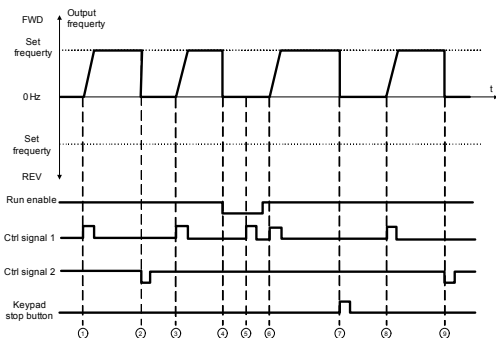 FWD
Output
frequerty
Set
frequerty
0 Hz
t
Set
frequerty
REV
Run enable
Ctrl signal 1
Ctrl signal 2
Keypad
stop button
1 2 3 4 5 6 7 8 9